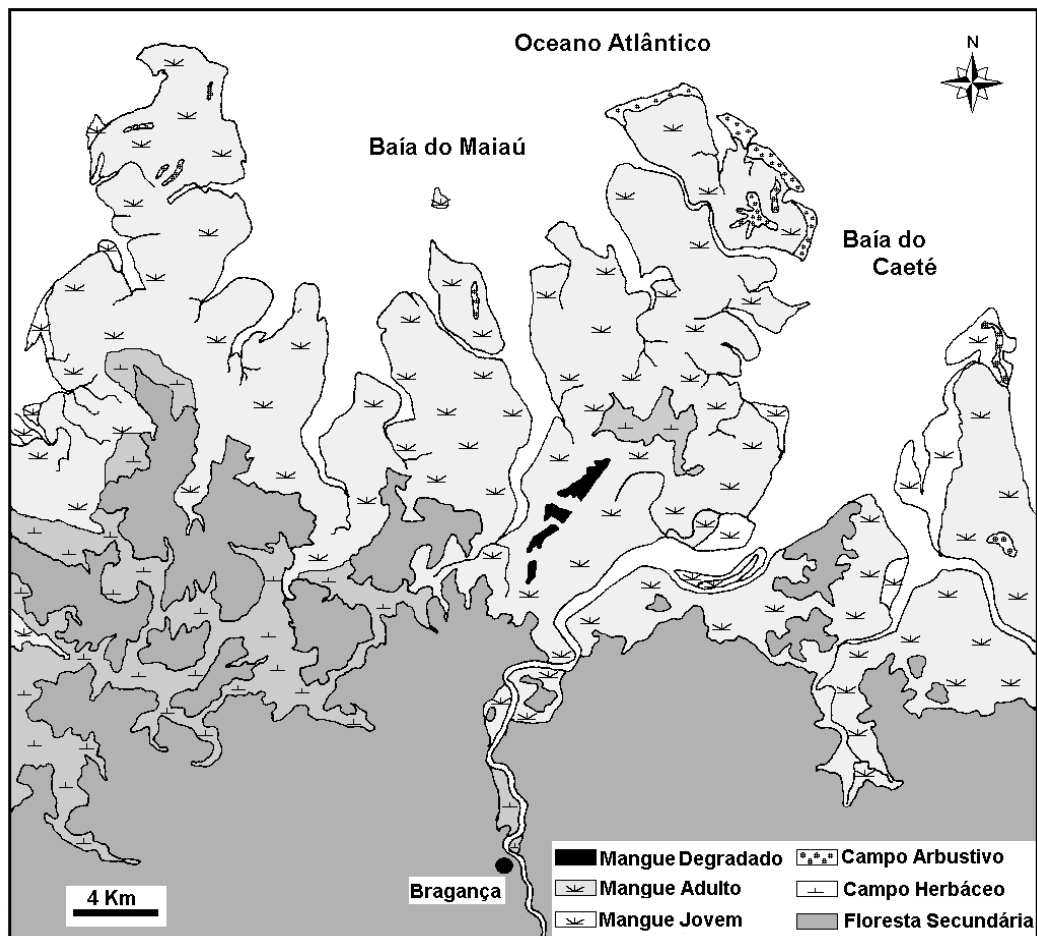 Oceano Atlântico
N
Baía do Maiaú
Baía do
Caeté
4 Km
Bragança
Mangue Degradado
Mangue Adulto
Mangue Jovem
Campo Arbustivo
Campo Herbáceo
Floresta Secundária